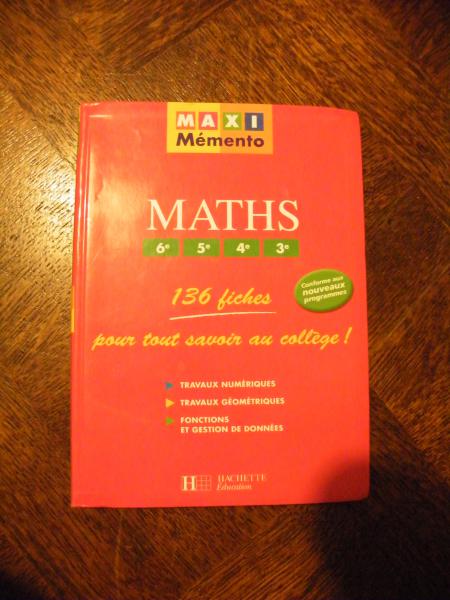 MAXI
Mémento
MATHS
6e 5e 4e 3e
Conforme aux
nouveaux
programmes
136 fiches
pour tout savoir au collège !
TRAVAUX NUMÉRIQUES
TRAVAUX GÉOMÉTRIQUES
FONCTIONS
ET GESTION DE DONNÉES
H HACHETTE
Éducation